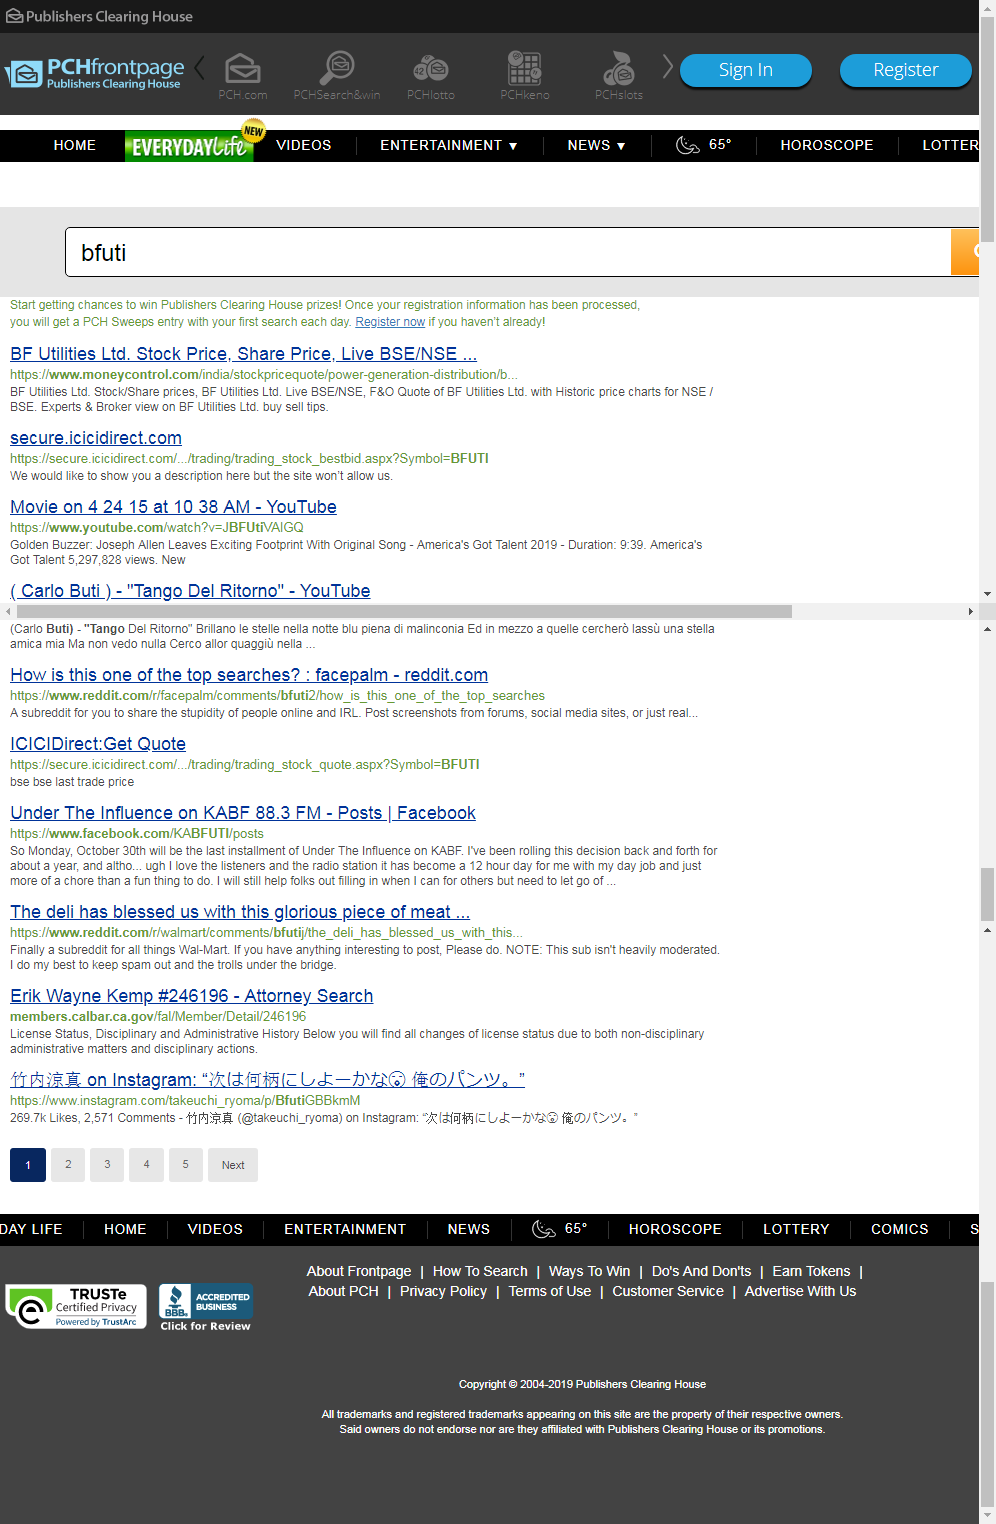 Publishers Clearing House
PCHfrontpage
Publishers Clearing House
PCH.com
PCHSearch&win
PCHlotto
PCHkeno
PCHslots
Sign In
Register
HOME
EVERYDAY Life
NEW
VIDEOS
ENTERTAINMENT ▼
NEWS ▼
65°
HOROSCOPE
LOTTER
bfuti
Start getting chances to win Publishers Clearing House prizes! Once your registration information has been processed,
you will get a PCH Sweeps entry with your first search each day. Register now if you haven't already!
BF Utilities Ltd. Stock Price, Share Price, Live BSE/NSE ...
https://www.moneycontrol.com/india/stockpricequote/power-generation-distribution/b...
BF Utilities Ltd. Stock/Share prices, BF Utilities Ltd. Live BSE/NSE, F&O Quote of BF Utilities Ltd. with Historic price charts for NSE /
BSE. Experts & Broker view on BF Utilities Ltd. buy sell tips.
secure.icicidirect.com
https://secure.icicidirect.com/.../trading/trading_stock_bestbid.aspx?Symbol=BFUTI
We would like to show you a description here but the site won't allow us.
Movie on 4 24 15 at 10 38 AM - YouTube
https://www.youtube.com/watch?v=JBFUtiVAIGQ
Golden Buzzer: Joseph Allen Leaves Exciting Footprint With Original Song - America's Got Talent 2019 - Duration: 9:39. America's
Got Talent 5,297,828 views. New
( Carlo Buti ) - "Tango Del Ritorno" - YouTube
(Carlo Buti) - "Tango Del Ritorno" Brillano le stelle nella notte blu piena di malinconia Ed in mezzo a quelle cercherò lassù una stella
amica mia Ma non vedo nulla Cerco allor quaggiù nella ...
How is this one of the top searches? : facepalm - reddit.com
https://www.reddit.com/r/facepalm/comments/bfuti2/how_is_this_one_of_the_top_searches
A subreddit for you to share the stupidity of people online and IRL. Post screenshots from forums, social media sites, or just real...
ICICIDirect:Get Quote
https://secure.icicidirect.com/.../trading/trading_stock_quote.aspx?Symbol=BFUTI
bse bse last trade price
Under The Influence on KABF 88.3 FM - Posts | Facebook
https://www.facebook.com/KABFUTI/posts
So Monday, October 30th will be the last installment of Under The Influence on KABF. I've been rolling this decision back and forth for
about a year, and altho... ugh I love the listeners and the radio station it has become a 12 hour day for me with my day job and just
more of a chore than a fun thing to do. I will still help folks out filling in when I can for others but need to let go of ...
The deli has blessed us with this glorious piece of meat ...
https://www.reddit.com/r/walmart/comments/bfutij/the_deli_has_blessed_us_with_this...
Finally a subreddit for all things Wal-Mart. If you have anything interesting to post, Please do. NOTE: This sub isn't heavily moderated.
I do my best to keep spam out and the trolls under the bridge.
Erik Wayne Kemp #246196 - Attorney Search
members.calbar.ca.gov/fal/Member/Detail/246196
License Status, Disciplinary and Administrative History Below you will find all changes of license status due to both non-disciplinary
administrative matters and disciplinary actions.
竹内涼真 on Instagram: “次は何柄にしよーかな😮 俺のパンツ。”
https://www.instagram.com/takeuchi_ryoma/p/BfutiGBBkmM
269.7k Likes, 2,571 Comments - 竹内涼真 (@takeuchi_ryoma) on Instagram: “次は何柄にしよーかな😮 俺のパンツ。”
1 2 3 4 5 Next
DAY LIFE
HOME
VIDEOS
ENTERTAINMENT
NEWS
65°
HOROSCOPE
LOTTERY
COMICS
S
About Frontpage | How To Search | Ways To Win | Do's And Don'ts | Earn Tokens |
About PCH | Privacy Policy | Terms of Use | Customer Service | Advertise With Us
TRUSTe
Certified Privacy
Powered by TrustArc
BBB.
ACCREDITED
BUSINESS
Click for Review
Copyright © 2004-2019 Publishers Clearing House
All trademarks and registered trademarks appearing on this site are the property of their respective owners.
Said owners do not endorse nor are they affiliated with Publishers Clearing House or its promotions.